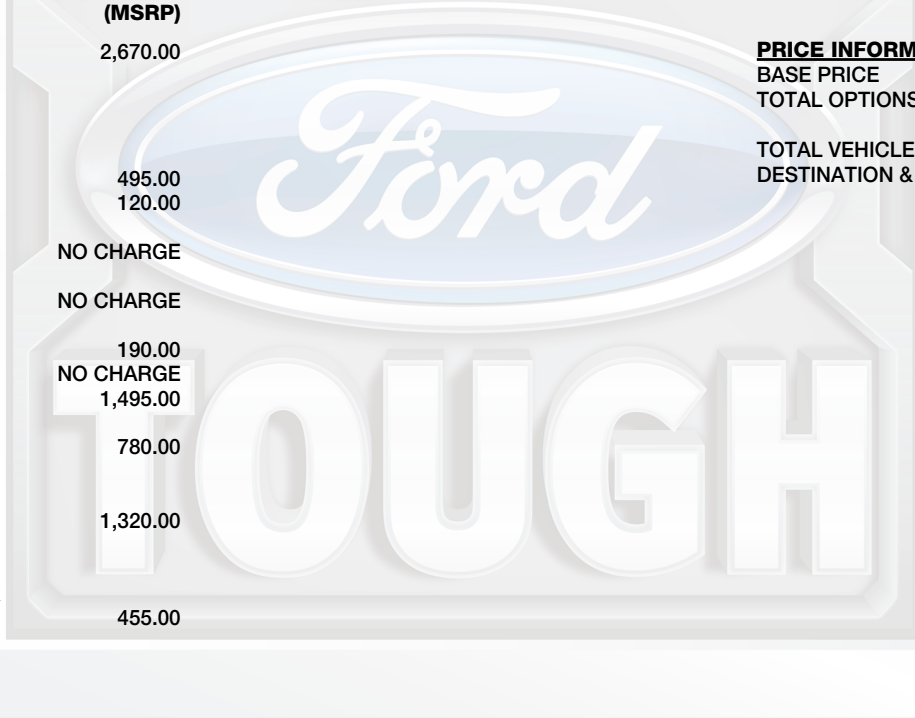 (MSRP)
2,670.00
495.00
120.00
NO CHARGE
NO CHARGE
190.00
NO CHARGE
1,495.00
780.00
1,320.00
455.00
PRICE INFORM
BASE PRICE
TOTAL OPTIONS
TOTAL VEHICLE
DESTINATION &
Ford
TOUGH